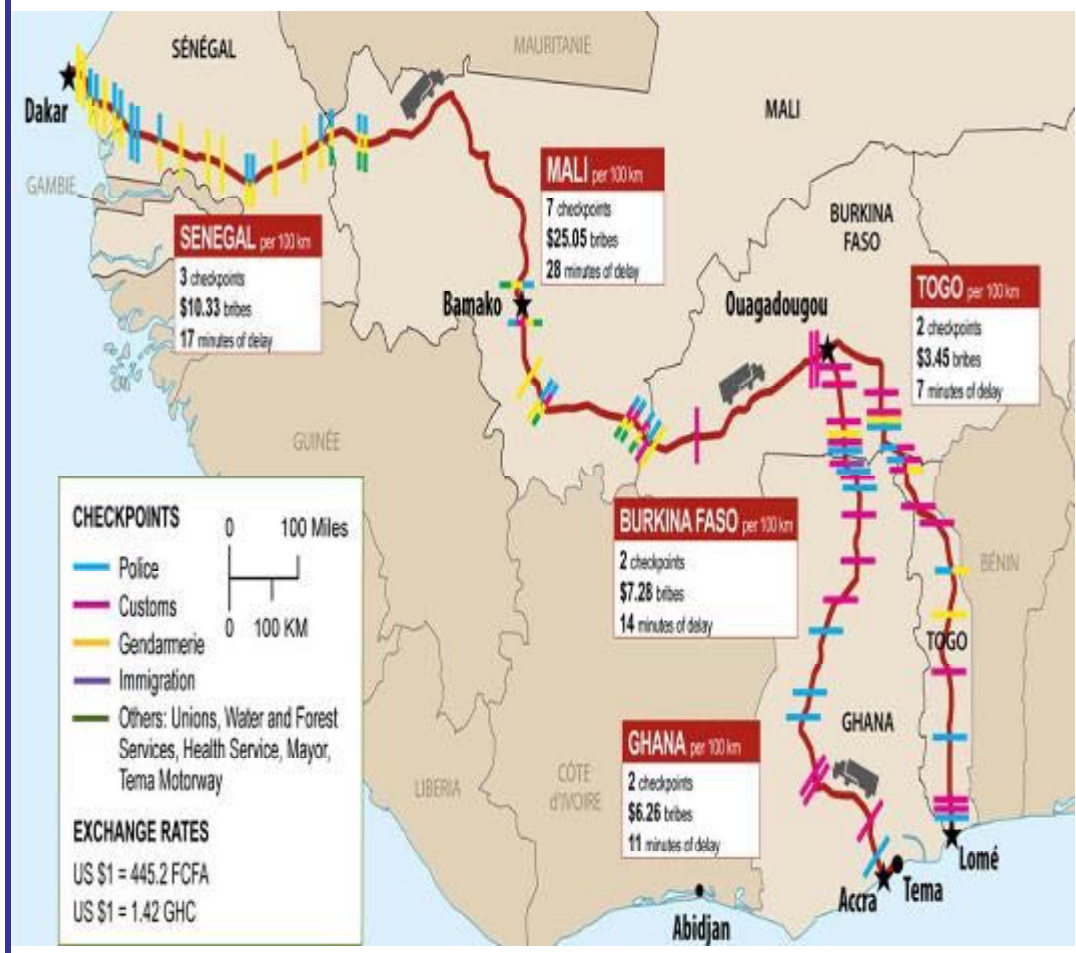 SÉNÉGAL
MAURITANIE
Dakar
MALI
GAMBIE
MALI per 100 km
7 checkpoints
$25.05 bribes
28 minutes of delay
BURKINA
FASO
SENEGAL per 100 km
3 checkpoints
$10.33 bribes
17 minutes of delay
Bamako
Ouagadougou
TOGO per 100 km
2 checkpoints
$3.45 bribes
7 minutes of delay
GUINÉE
CHECKPOINTS
Police
Customs
Gendarmerie
Immigration
Others: Unions, Water and Forest
Services, Health Service, Mayor,
Tema Motorway
0 100 Miles
0 100 KM
EXCHANGE RATES
US $1 = 445.2 FCFA
US $1 = 1.42 GHC
BURKINA FASO per 100 km
2 checkpoints
$7.28 bribes
14 minutes of delay
BÉNIN
TOGO
GHANA
GHANA per 100 km
2 checkpoints
$6.26 bribes
11 minutes of delay
LIBERIA
CÔTE
d'IVOIRE
Lomé
Tema
Accra
Abidjan